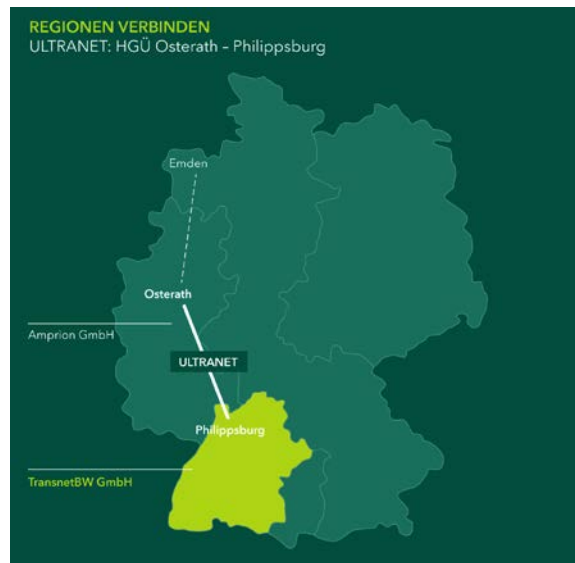 REGIONEN VERBINDEN
ULTRANET: HGÜ Osterath – Philippsburg
Emden
Osterath
Amprion GmbH
ULTRANET
Philippsburg
TransnetBW GmbH